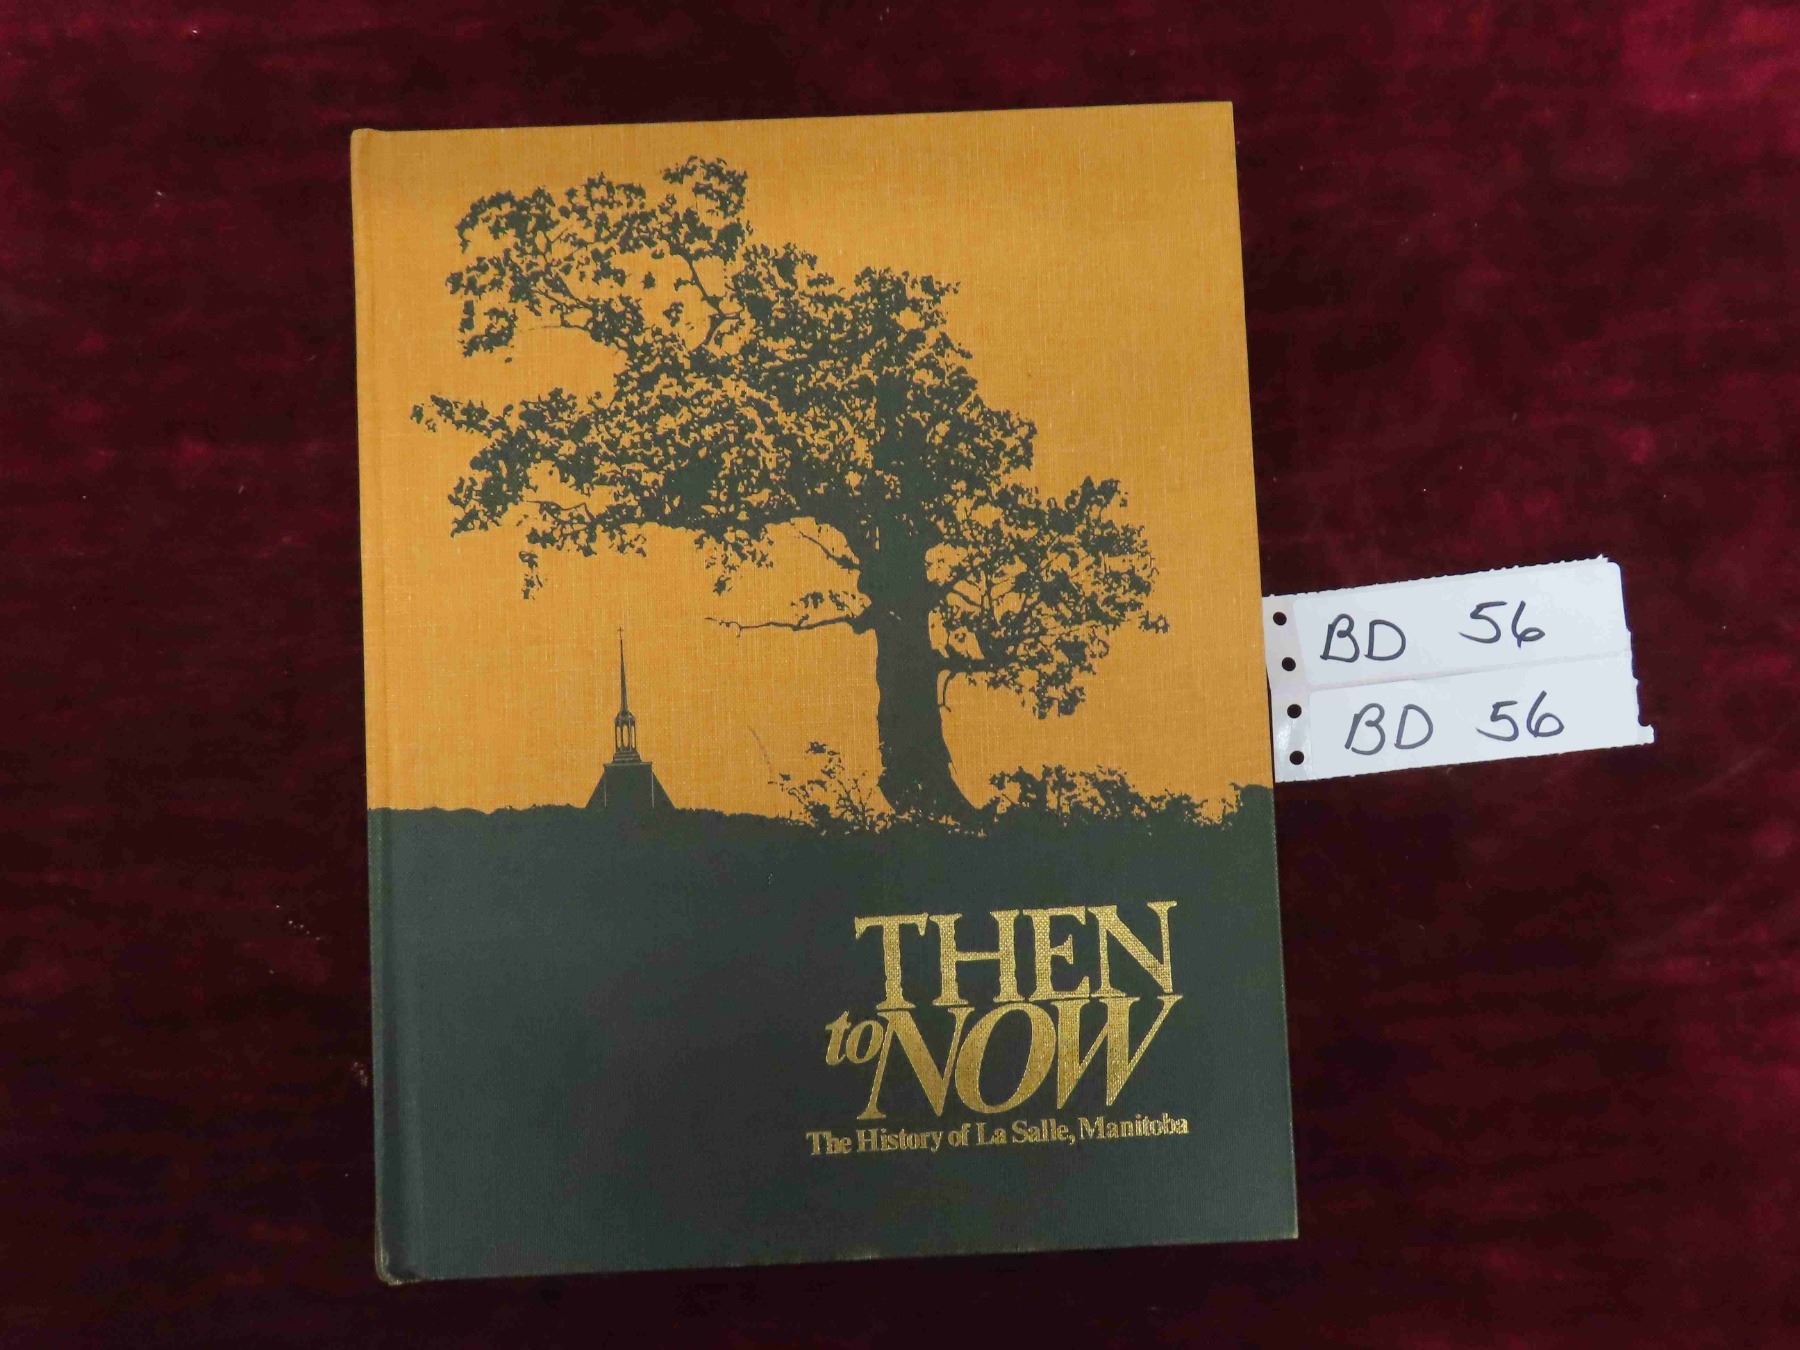 THEN
to NOW
The History of La Salle, Manitoba
BD 56
BD 56